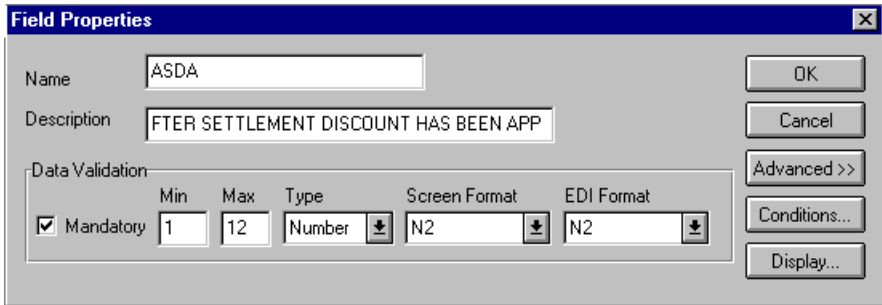 Field Properties
Name ASDA OK
Description FTER SETTLEMENT DISCOUNT HAS BEEN APP Cancel
Data Validation Advanced >>
Min Max Type Screen Format EDI Format
Mandatory 1 12 Number N2 N2 Conditions...
Display...